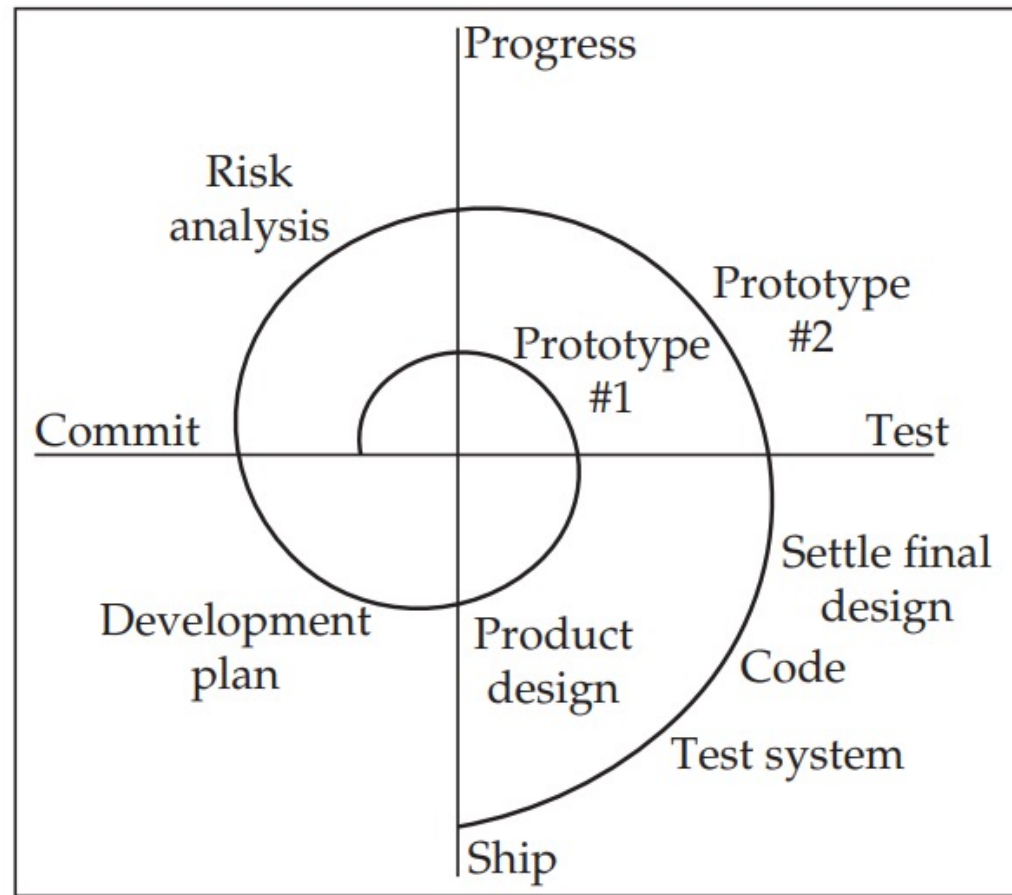 Progress
Risk
analysis
Prototype
#2
Prototype
#1
Commit
Test
Settle final
design
Development
plan
Product
design
Code
Test system
Ship